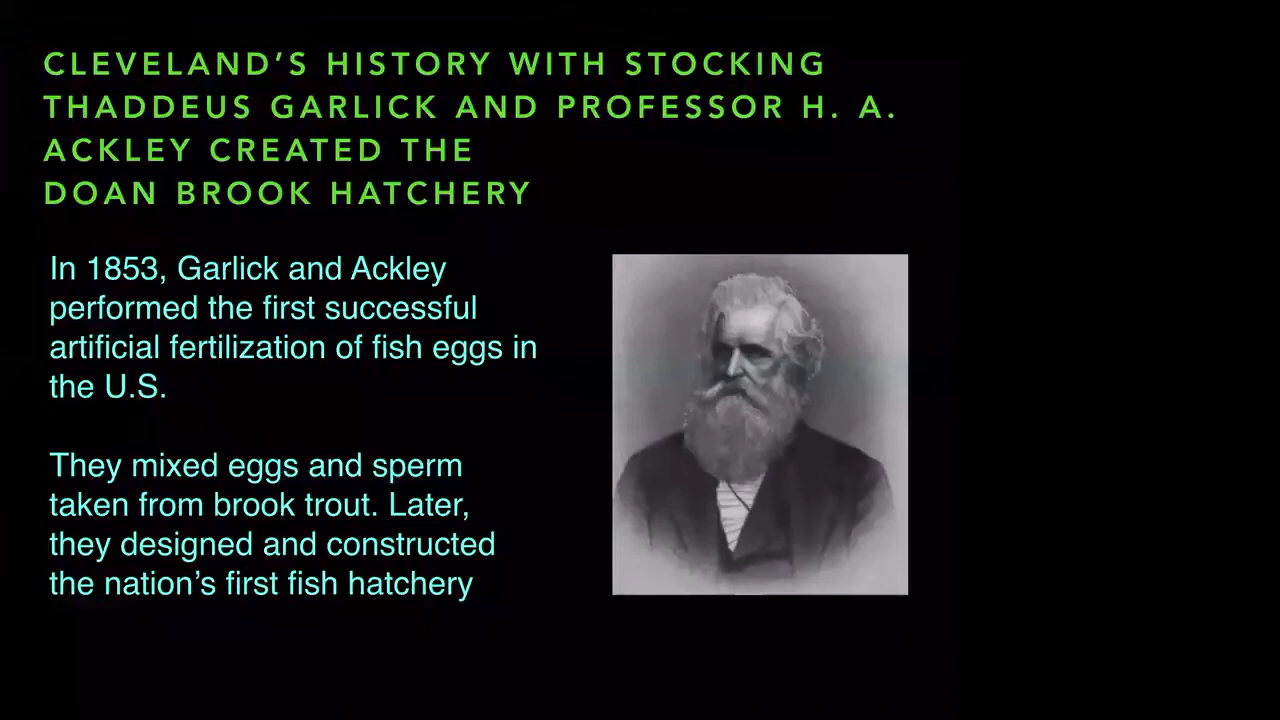 CLEVELAND’S HISTORY WITH STOCKING
THADDEUS GARLICK AND PROFESSOR H. A.
ACKLEY CREATED THE
DOAN BROOK HATCHERY
In 1853, Garlick and Ackley
performed the first successful
artificial fertilization of fish eggs in
the U.S.
They mixed eggs and sperm
taken from brook trout. Later,
they designed and constructed
the nation’s first fish hatchery